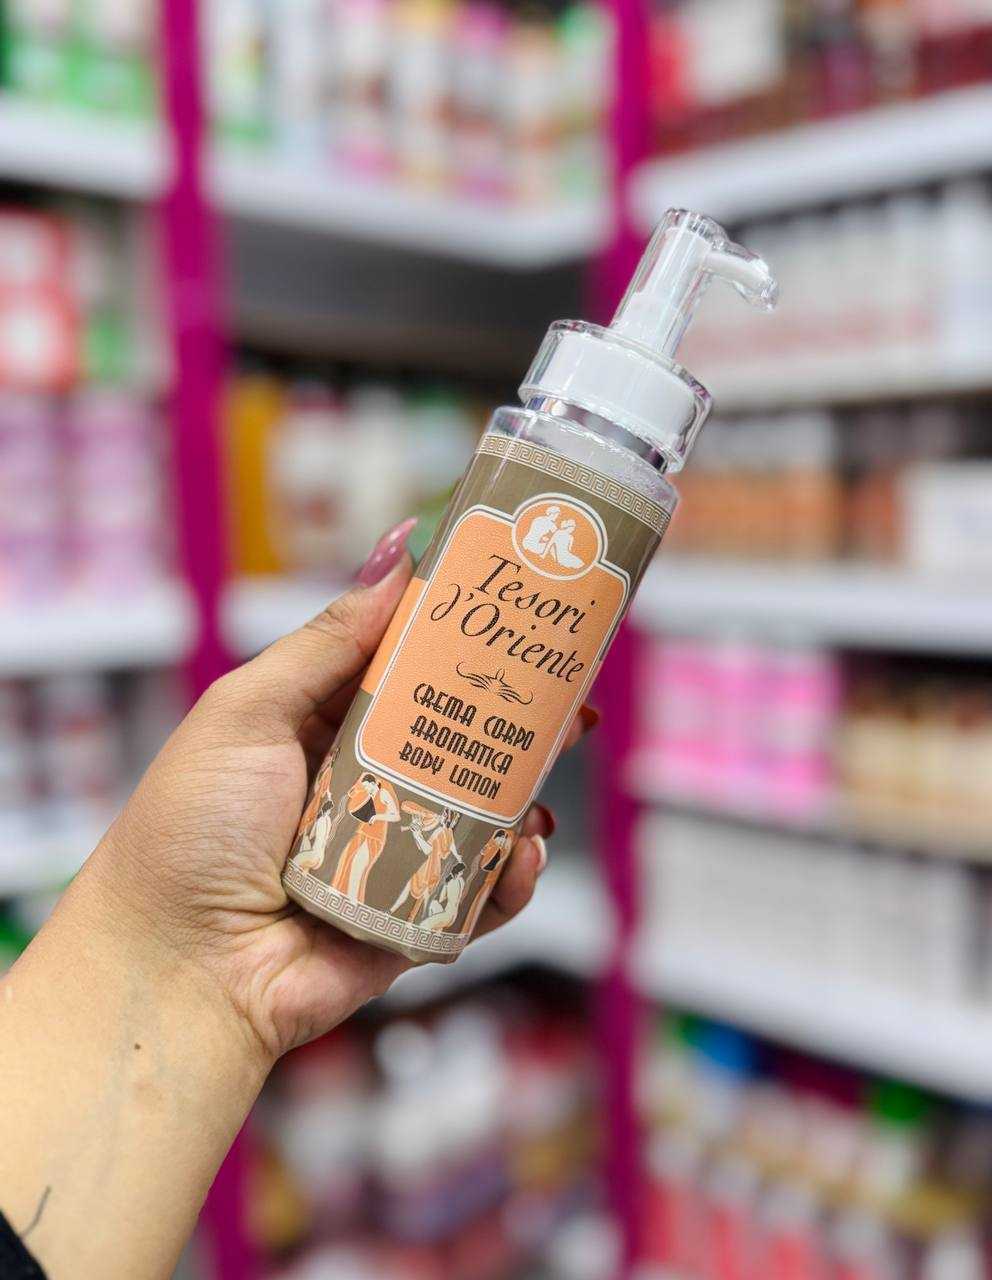 Tesori
d'Oriente
CREMA CORPO
AROMATICA
BODY LOTION